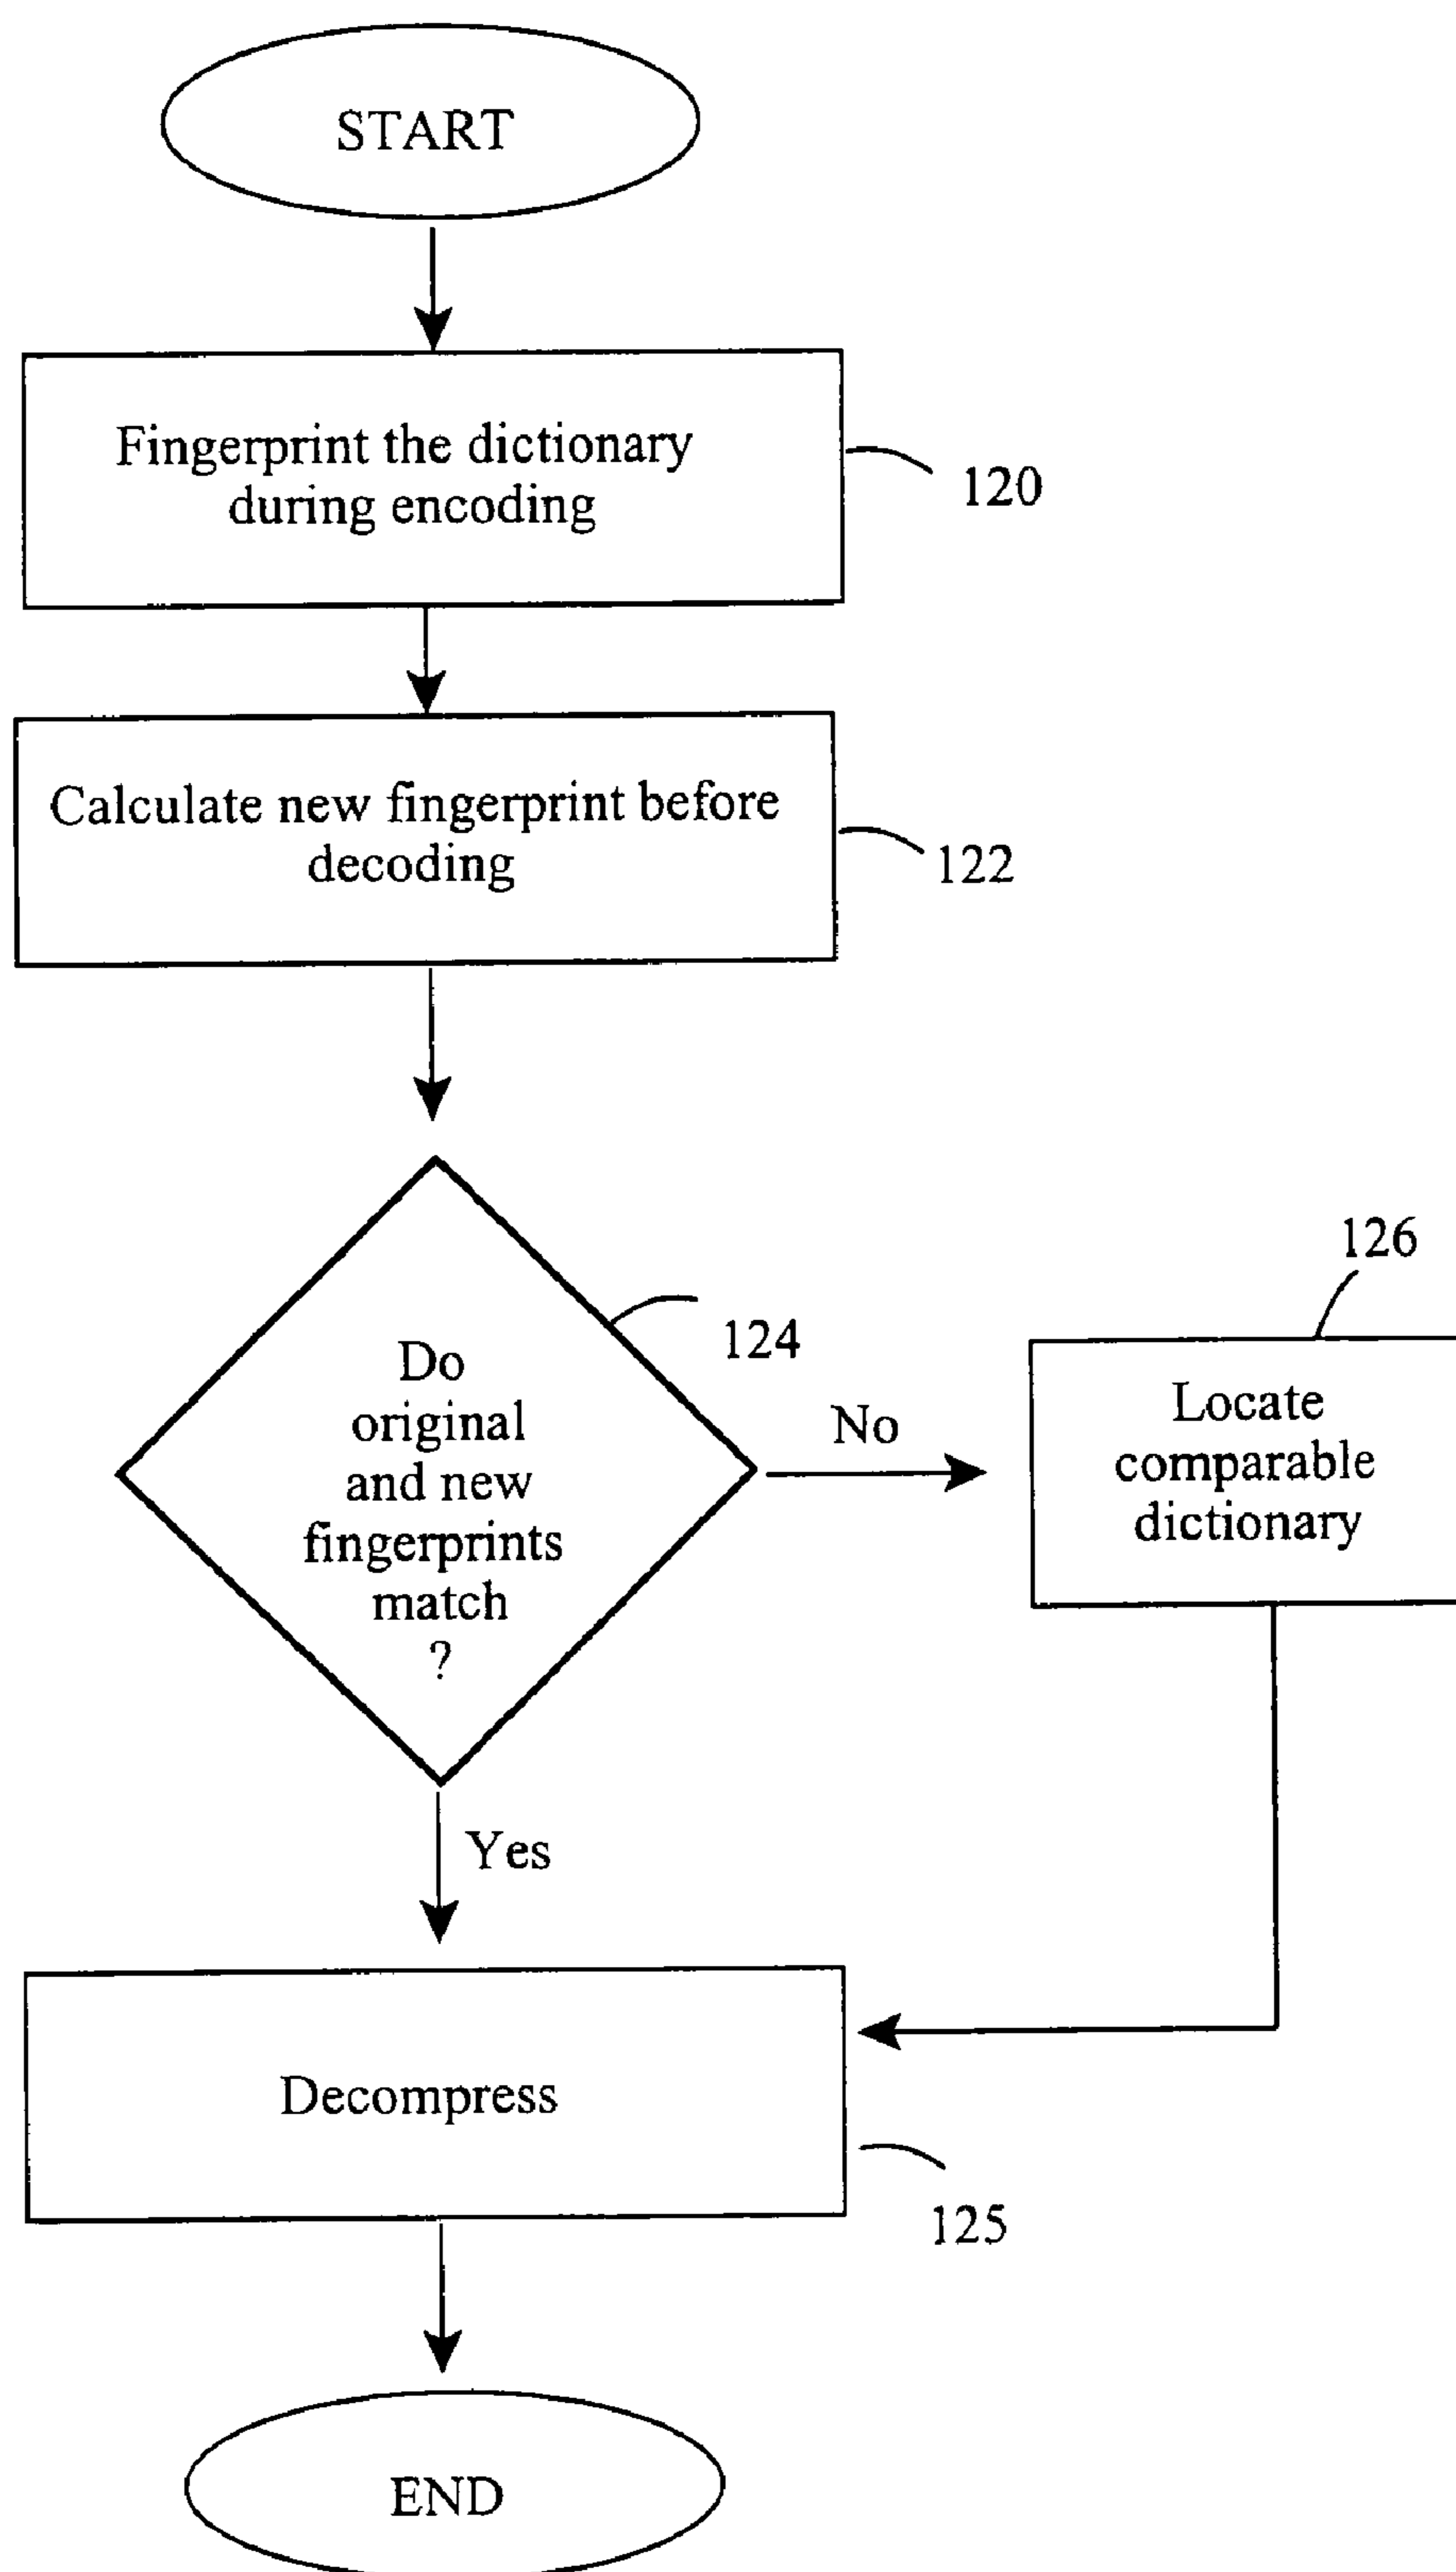 START
Fingerprint the dictionary
during encoding
120
Calculate new fingerprint before
decoding
122
126
124
Do
original
and new
fingerprints
match
?
No
Locate
comparable
dictionary
Yes
Decompress
125
END